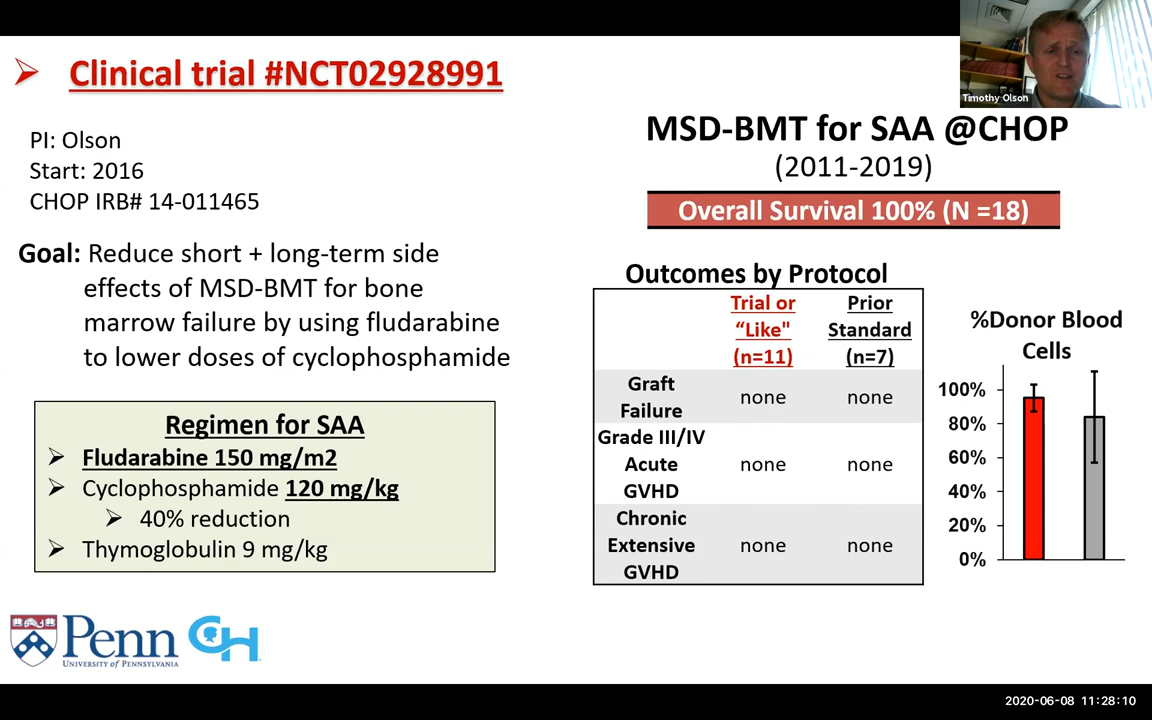 Clinical trial #NCT02928991
PI: Olson
Start: 2016
CHOP IRB# 14-011465
Goal: Reduce short + long-term side
effects of MSD-BMT for bone
marrow failure by using fludarabine
to lower doses of cyclophosphamide
Regimen for SAA
Fludarabine 150 mg/m2
Cyclophosphamide 120 mg/kg
40% reduction
Thymoglobulin 9 mg/kg
Penn
UNIVERSITY of PENNSYLVANIA
CH
Timothy Olson
MSD-BMT for SAA @CHOP
(2011-2019)
Overall Survival 100% (N =18)
Outcomes by Protocol
Trial or
“Like"
(n=11)
Prior
Standard
(n=7)
Graft
Failure
none
none
Grade III/IV
Acute
GVHD
none
none
Chronic
Extensive
GVHD
none
none
%Donor Blood
Cells
100%
80%
60%
40%
20%
0%
2020-06-08 11:28:10